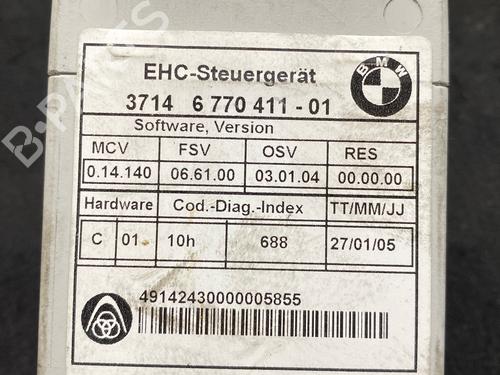 EHC-Steuergerät
BMW
3714 6 770 411 - 01
Software, Version
MCV FSV OSV RES
0.14.140 06.61.00 03.01.04 00.00.00
Hardware Cod.-Diag.-Index TT/MM/JJ
C 01 10h 688 27/01/05
49142430000005855
B-PARTS